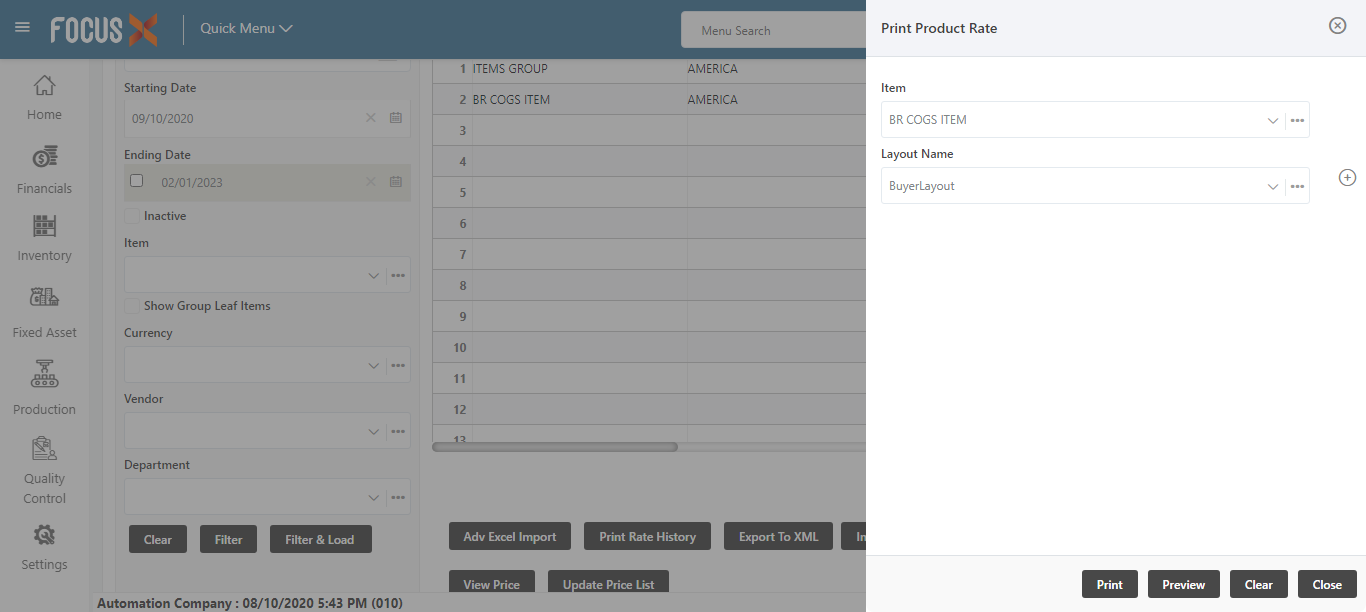 FOCUS X
Quick Menu
Menu Search
Print Product Rate
Home
Financials
Inventory
Fixed Asset
Production
Quality
Control
Settings
Starting Date
09/10/2020
Ending Date
02/01/2023
Inactive
Item
Show Group Leaf Items
Currency
Vendor
Department
Clear
Filter
Filter & Load
1 ITEMS GROUP AMERICA
2 BR COGS ITEM AMERICA
3
4
5
6
7
8
9
10
11
12
13
Adv Excel Import
Print Rate History
Export To XML
View Price
Update Price List
Automation Company : 08/10/2020 5:43 PM (010)
Item
BR COGS ITEM
Layout Name
BuyerLayout
Print
Preview
Clear
Close